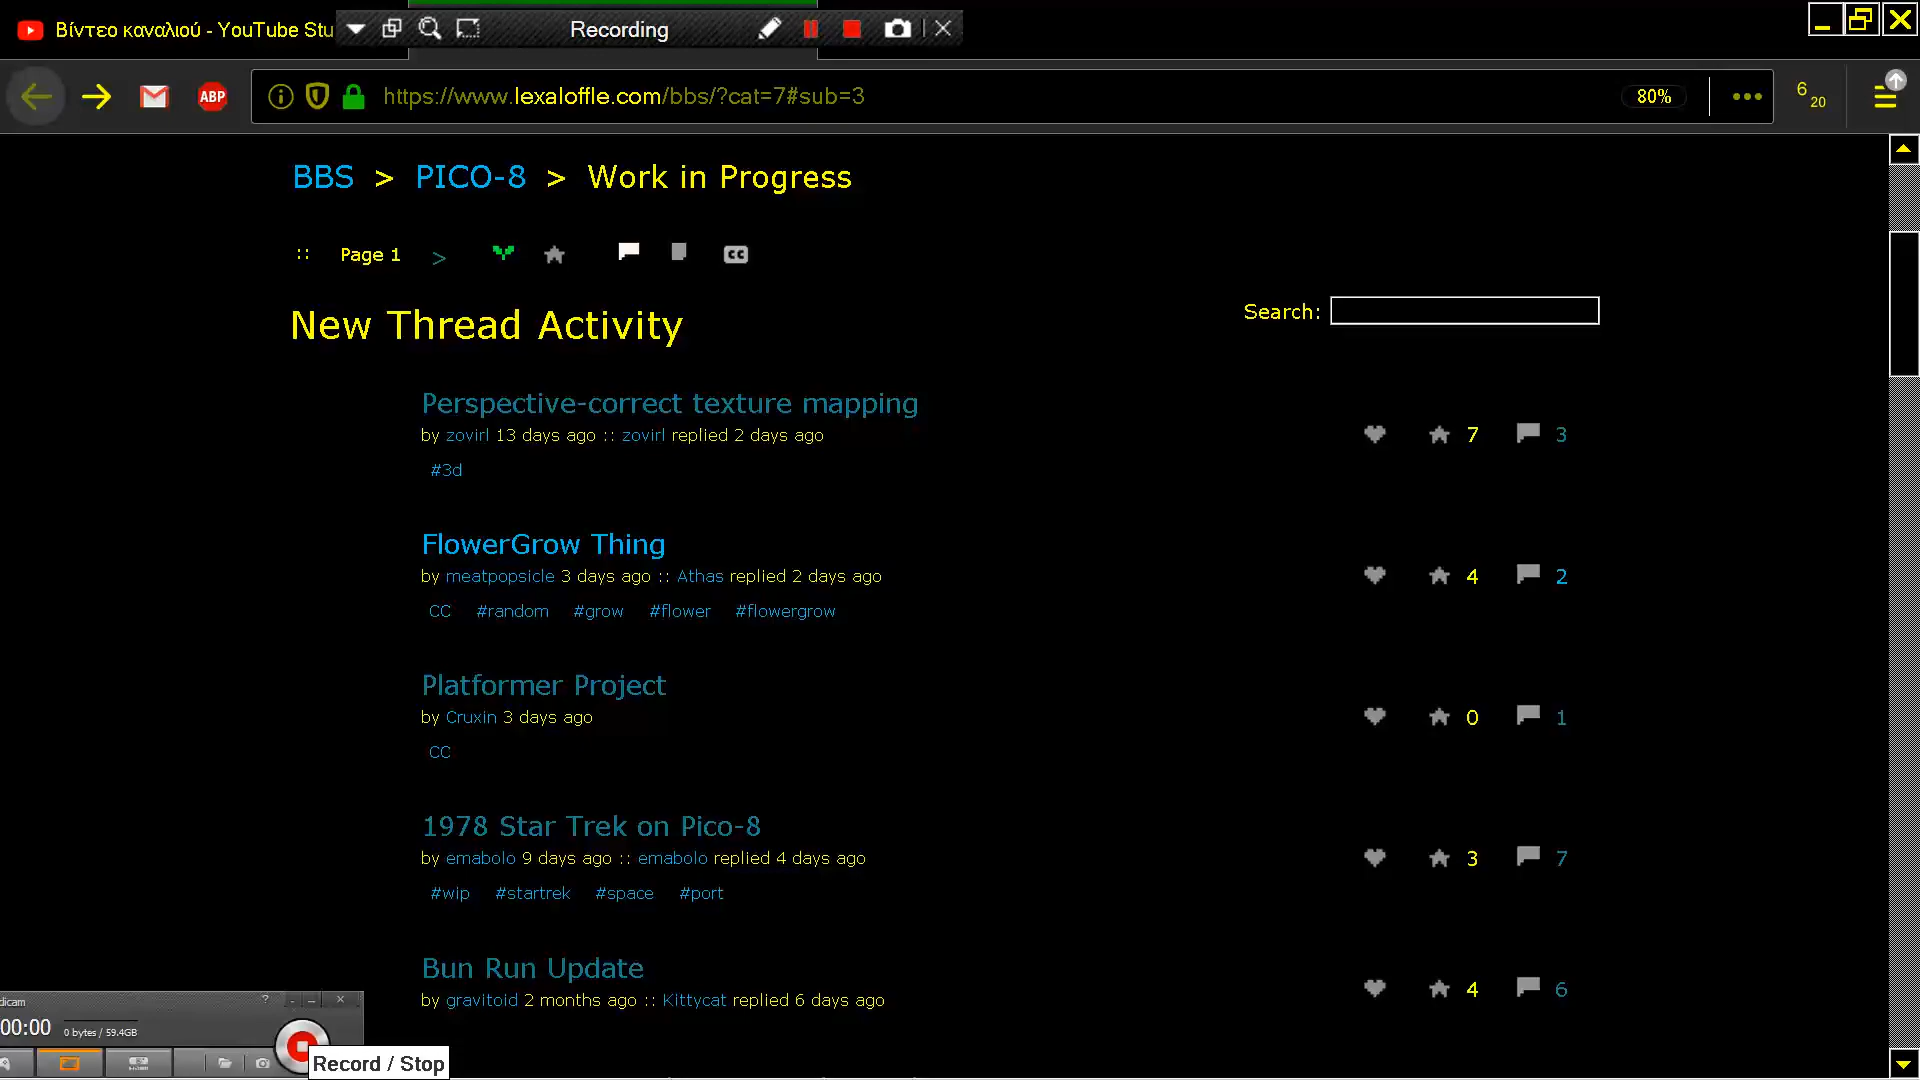 Βίντεο καναλιού - YouTube Stu
Recording
ABP
https://www.lexaloffle.com/bbs/?cat=7#sub=3
80%
6 20
BBS > PICO-8 > Work in Progress
:: Page 1 > CC
New Thread Activity
Search:
Perspective-correct texture mapping
by zovirl 13 days ago :: zovirl replied 2 days ago
7 3
#3d
FlowerGrow Thing
by meatpopsicle 3 days ago :: Athas replied 2 days ago
4 2
CC #random #grow #flower #flowergrow
Platformer Project
by Cruxin 3 days ago
0 1
CC
1978 Star Trek on Pico-8
by emabolo 9 days ago :: emabolo replied 4 days ago
3 7
#wip #startrek #space #port
Bun Run Update
by gravitoid 2 months ago :: Kittycat replied 6 days ago
4 6
dicam
00:00 0 bytes / 59.4GB
Record / Stop